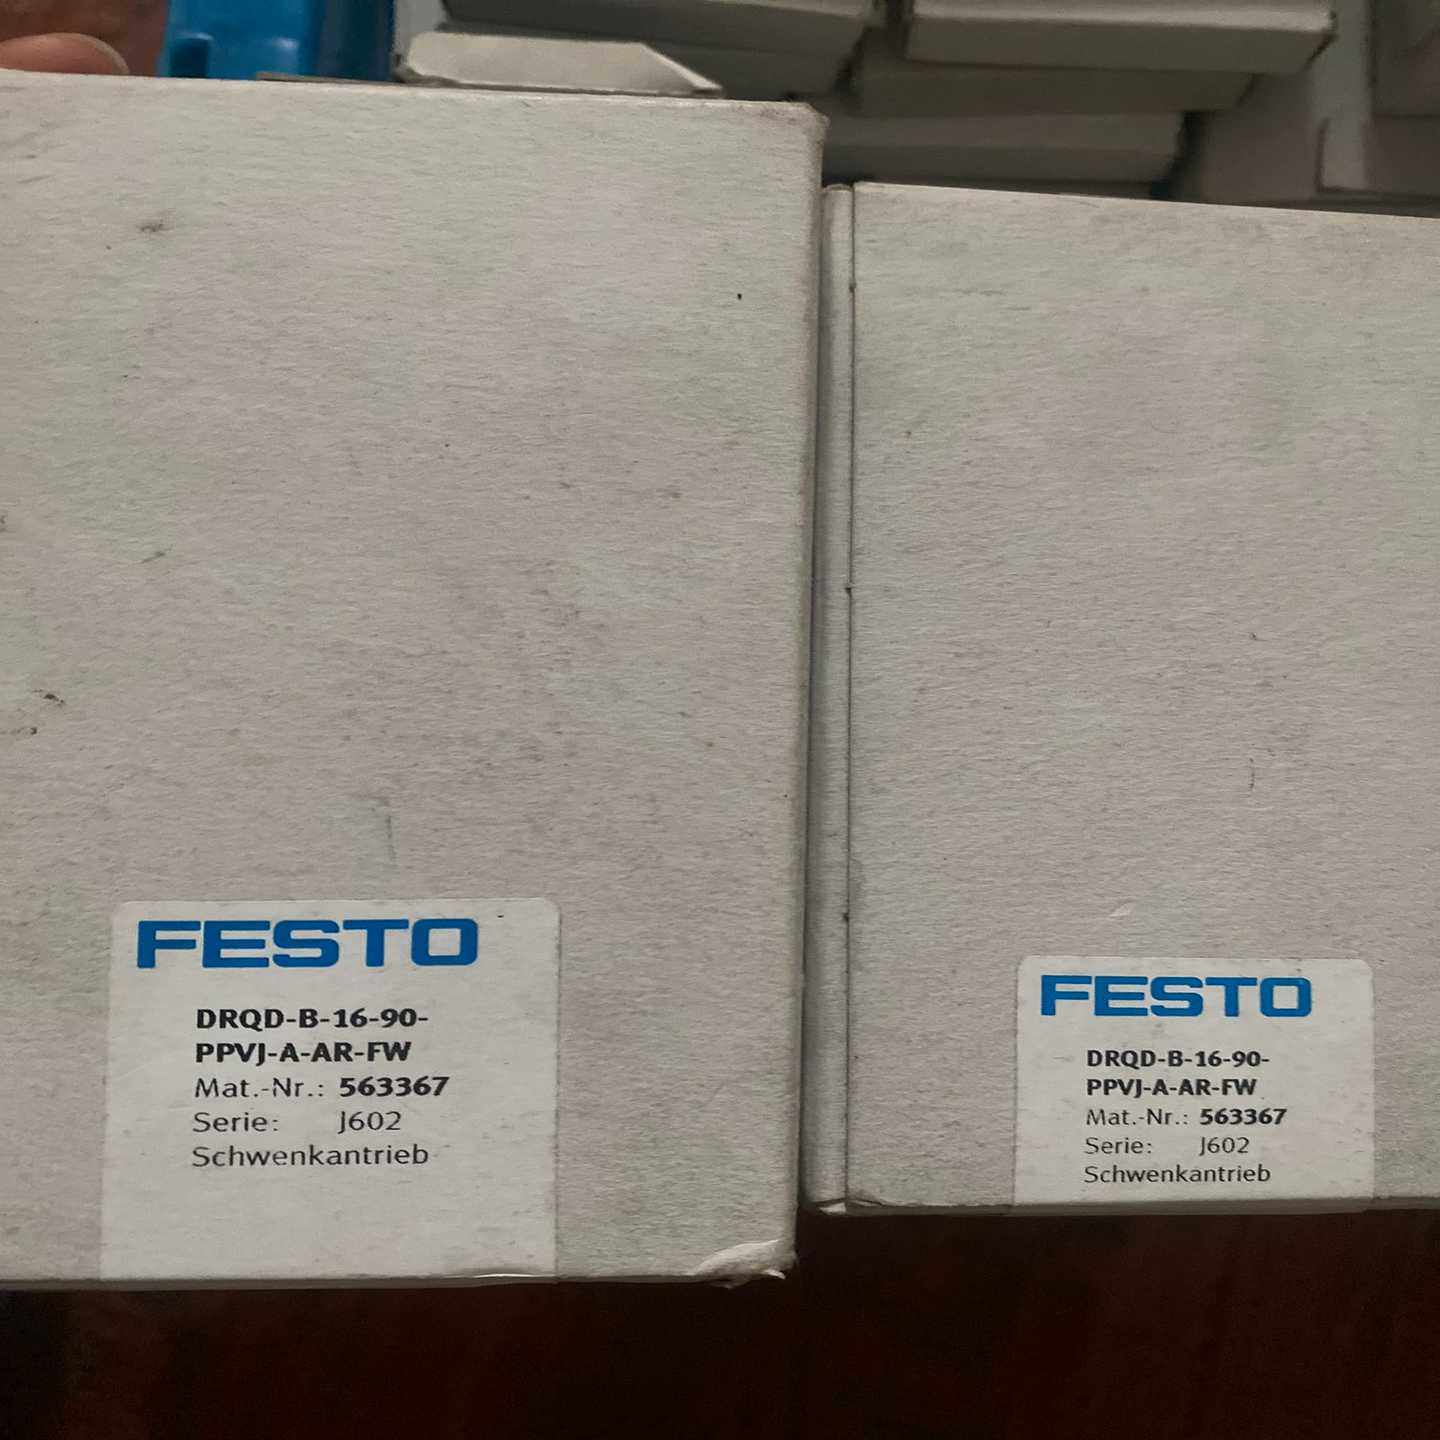 FESTO
DRQD-B-16-90-
PPVJ-A-AR-FW
Mat.-Nr.: 563367
Serie: J602
Schwenkantrieb
FESTO
DRQD-B-16-90-
PPVJ-A-AR-FW
Mat.-Nr.: 563367
Serie: J602
Schwenkantrieb